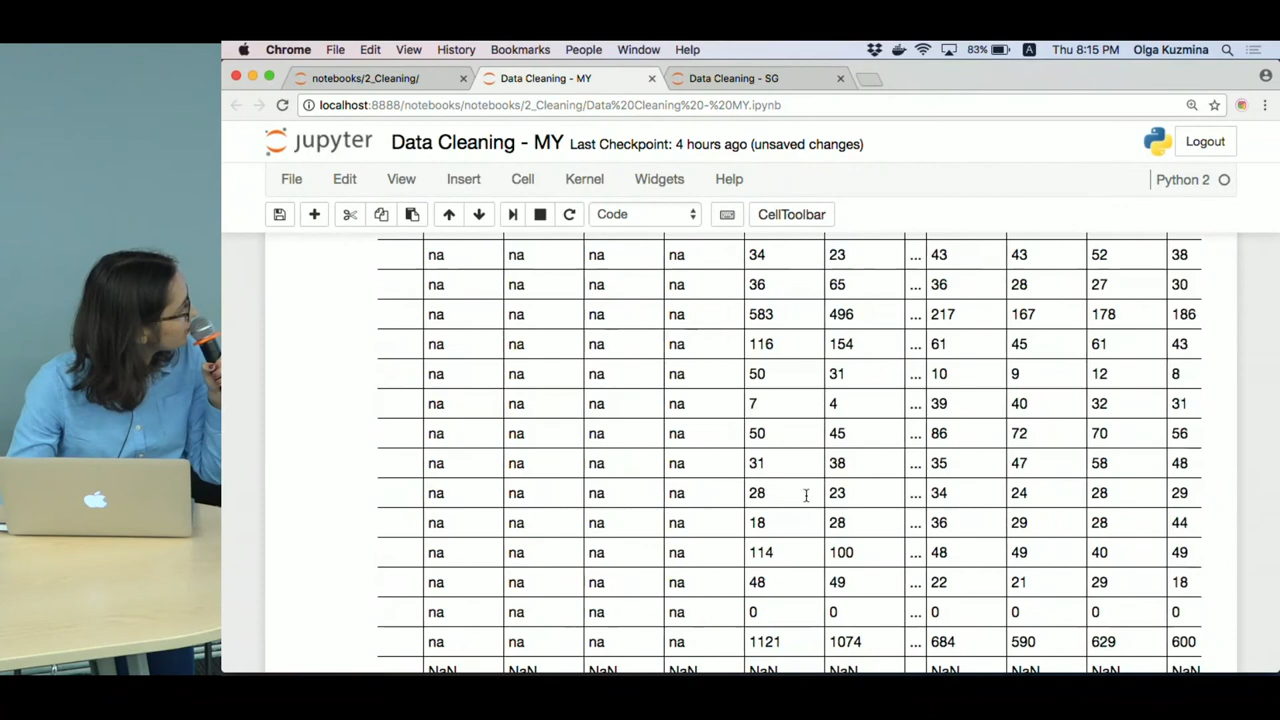 Chrome File Edit View History Bookmarks People Window Help 83% A Thu 8:15 PM Olga Kuzmina
notebooks/2_Cleaning/ Data Cleaning - MY Data Cleaning - SG
localhost:8888/notebooks/notebooks/2_Cleaning/Data%20Cleaning%20-%20MY.ipynb
jupyter Data Cleaning - MY Last Checkpoint: 4 hours ago (unsaved changes) Logout
File Edit View Insert Cell Kernel Widgets Help Python 2
Code CellToolbar
na na na na 34 23 ... 43 43 52 38
na na na na 36 65 ... 36 28 27 30
na na na na 583 496 ... 217 167 178 186
na na na na 116 154 ... 61 45 61 43
na na na na 50 31 ... 10 9 12 8
na na na na 7 4 ... 39 40 32 31
na na na na 50 45 ... 86 72 70 56
na na na na 31 38 ... 35 47 58 48
na na na na 28 23 ... 34 24 28 29
na na na na 18 28 ... 36 29 28 44
na na na na 114 100 ... 48 49 40 49
na na na na 48 49 ... 22 21 29 18
na na na na 0 0 ... 0 0 0 0
na na na na 1121 1074 ... 684 590 629 600
NaN NaN NaN NaN NaN NaN ... NaN NaN NaN NaN